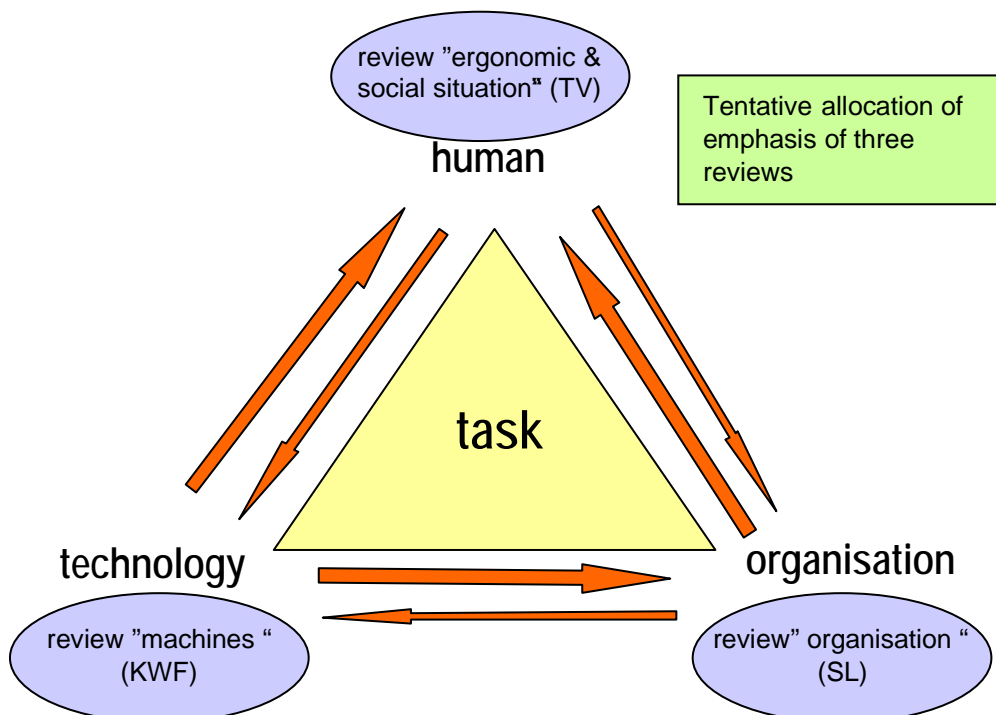 review ”ergonomic &
social situation“ (TV)
human
Tentative allocation of
emphasis of three
reviews
task
technology
organisation
review ”machines “
(KWF)
review” organisation “
(SL)